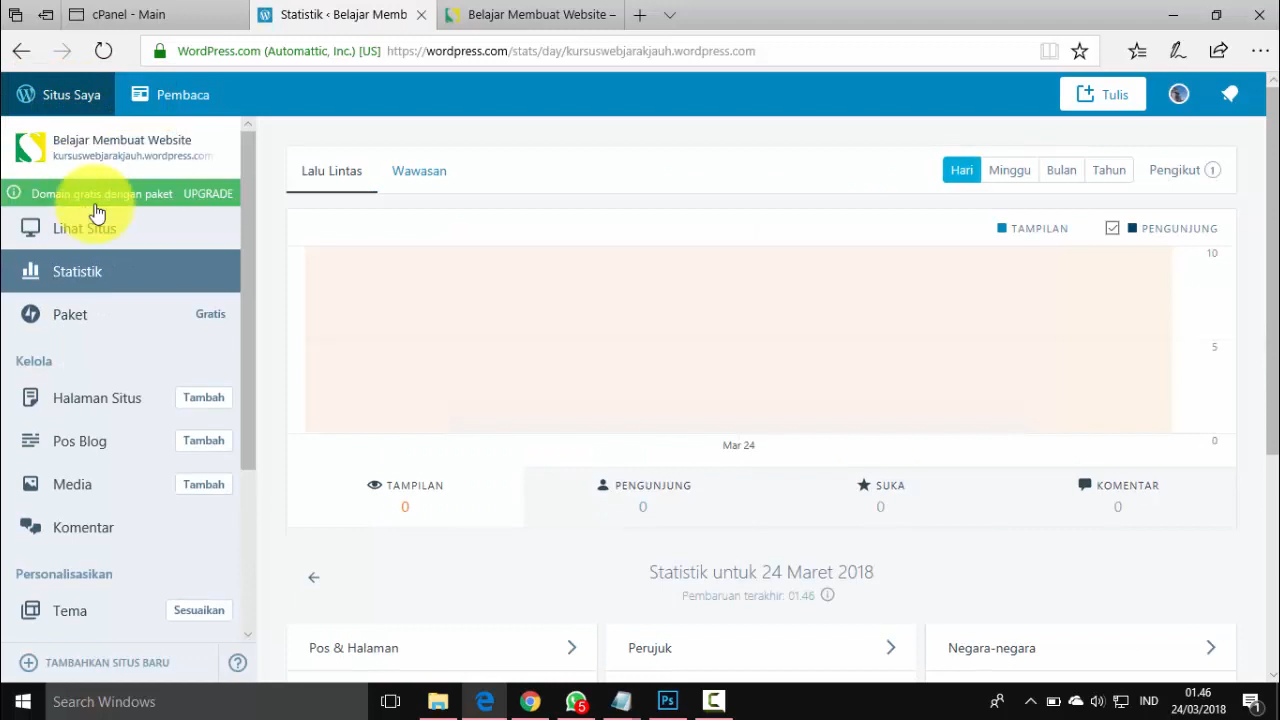 cPanel - Main
Statistik ‹ Belajar Memb
Belajar Membuat Website –
WordPress.com (Automattic, Inc.) [US] https://wordpress.com/stats/day/kursuswebjarakjauh.wordpress.com
Situs Saya
Pembaca
Tulis
Belajar Membuat Website
kursuswebjarakjauh.wordpress.com
Domain gratis dengan paket UPGRADE
Lihat Situs
Statistik
Paket Gratis
Kelola
Halaman Situs Tambah
Pos Blog Tambah
Media Tambah
Komentar
Personalisasikan
Tema Sesuaikan
TAMBAHKAN SITUS BARU
Lalu Lintas Wawasan
Hari Minggu Bulan Tahun Pengikut 1
TAMPILAN PENGUNJUNG
10
5
0
Mar 24
TAMPILAN PENGUNJUNG SUKA KOMENTAR
0 0 0 0
Statistik untuk 24 Maret 2018
Pembaruan terakhir: 01.46
Pos & Halaman Perujuk Negara-negara
Search Windows
Ps
5
IND
01.46
24/03/2018
1